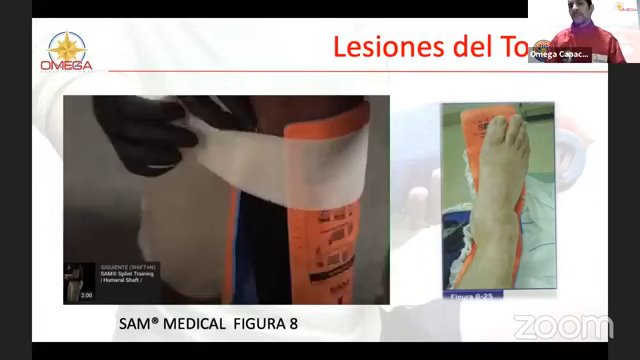 OMEGA
Lesiones del To
OMEGA
Omega Capac...
SIGUIENTE (SHIFT+N)
SAM® Splint Training
| Humeral Shaft /
2:00
Figura 8-25
SAM® MEDICAL FIGURA 8
zoom